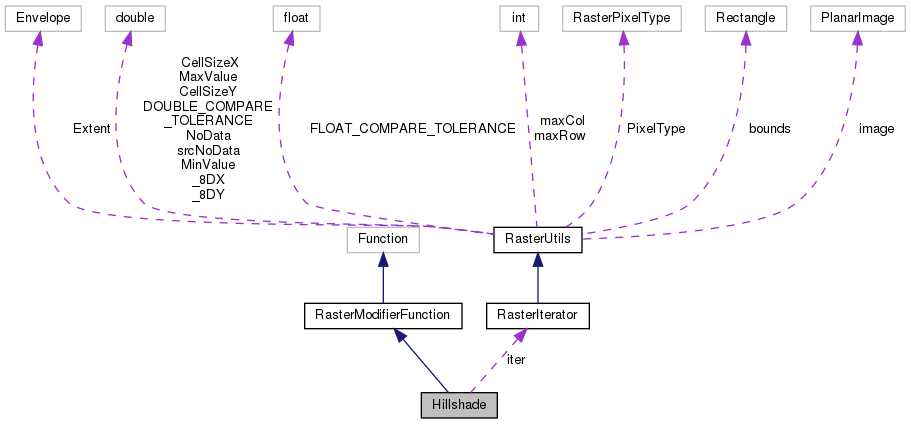 Envelope
double
float
int
RasterPixelType
Rectangle
PlanarImage
CellSizeX
MaxValue
CellSizeY
DOUBLE_COMPARE
_TOLERANCE
NoData
srcNoData
MinValue
_8DX
_8DY
Extent
FLOAT_COMPARE_TOLERANCE
maxCol
maxRow
PixelType
bounds
image
Function
RasterUtils
RasterModifierFunction
RasterIterator
iter
Hillshade